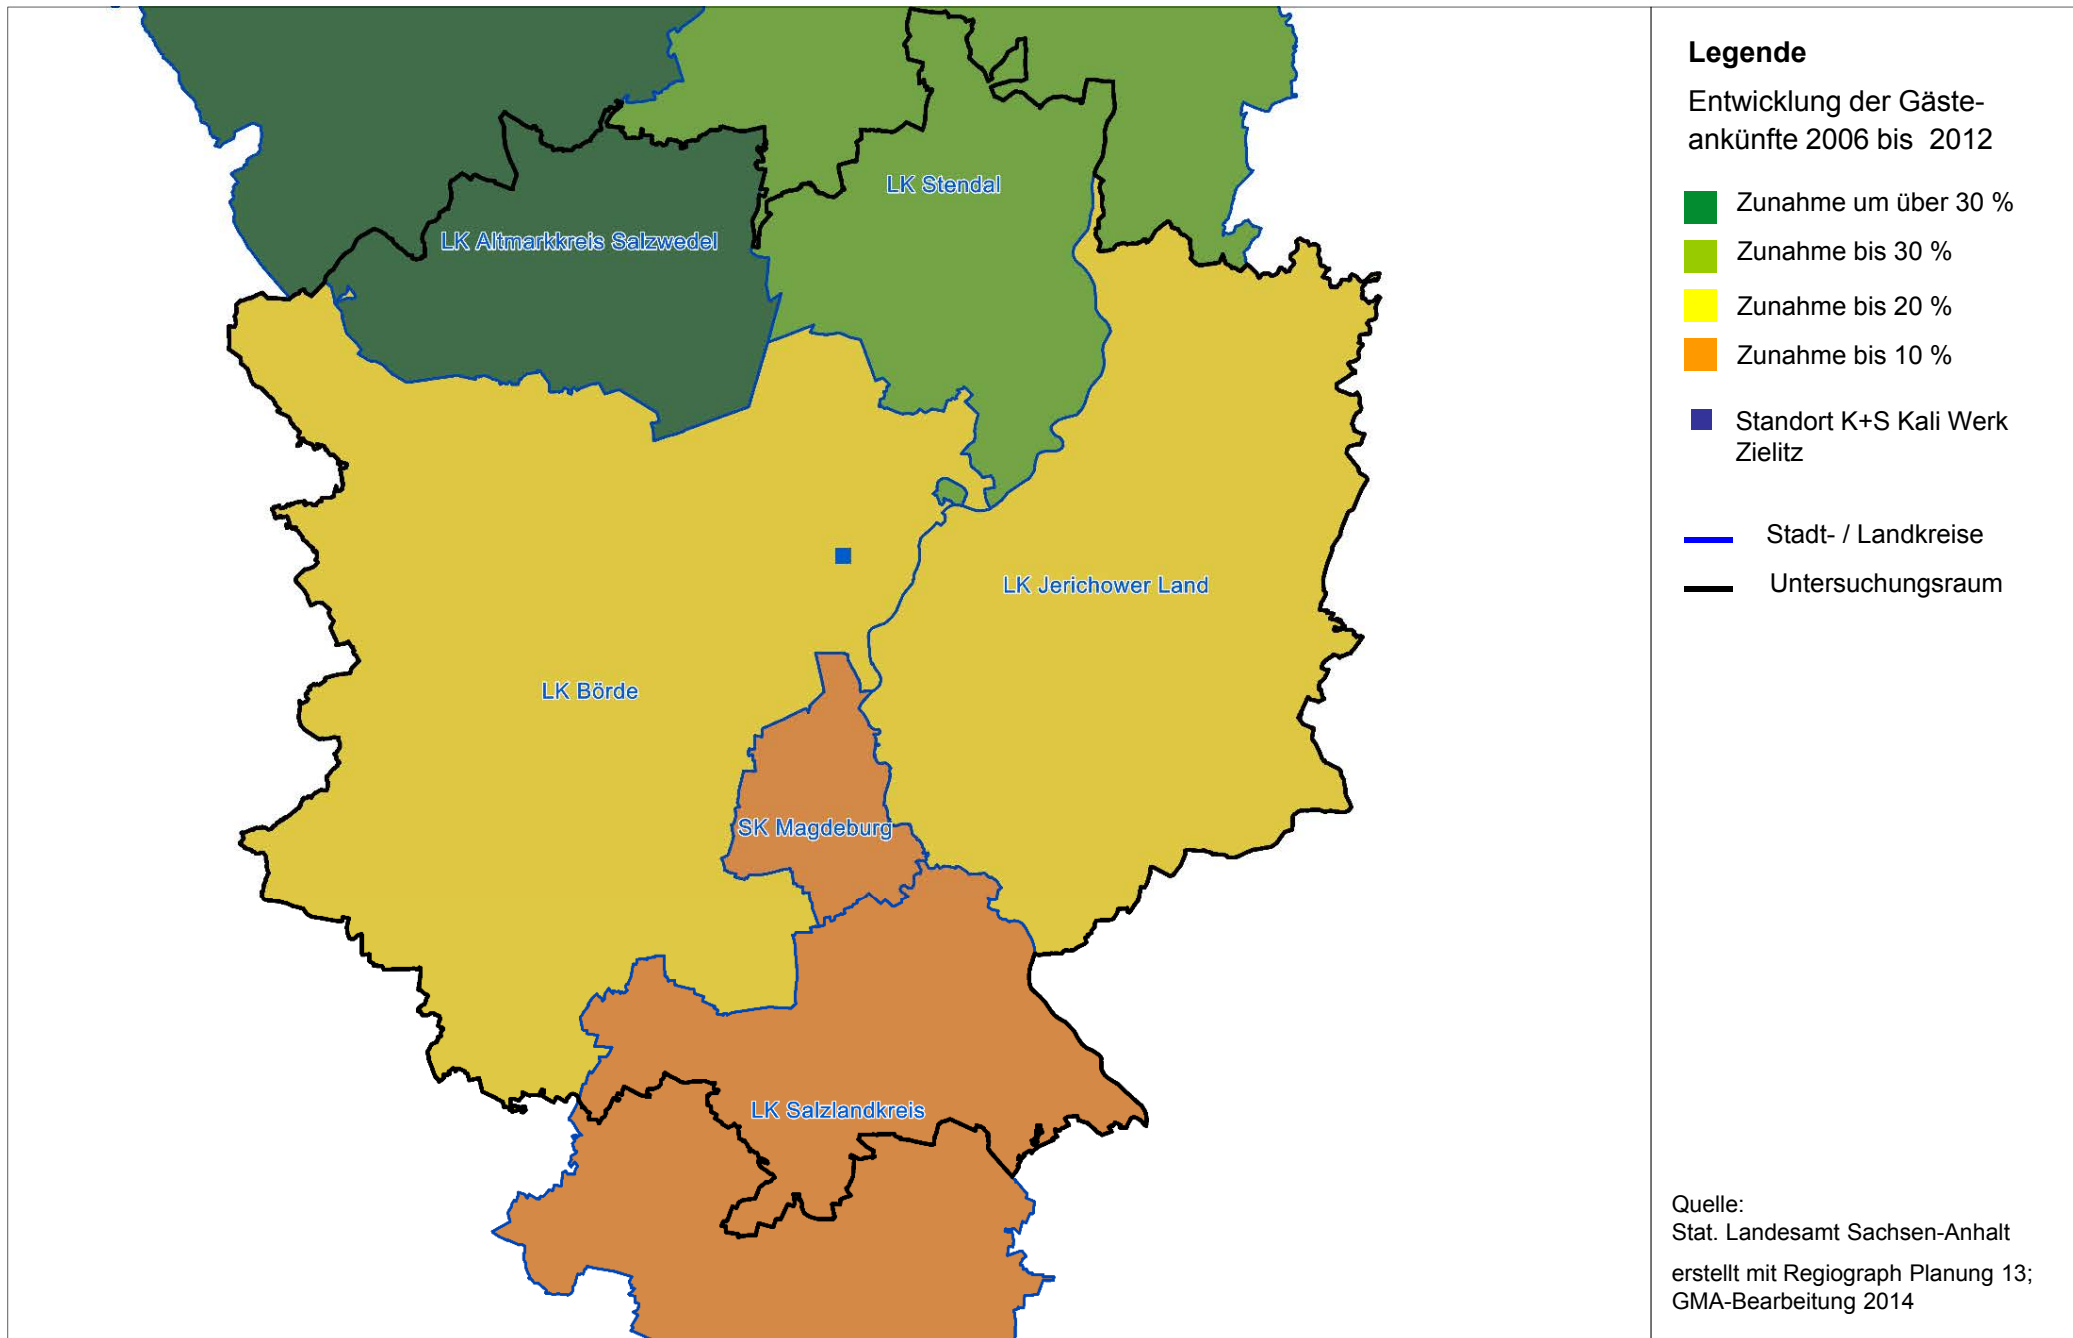 LK Stendal
LK Altmarkkreis Salzwedel
LK Jerichower Land
LK Börde
SK Magdeburg
LK Salzlandkreis
Legende
Entwicklung der Gäste-
ankünfte 2006 bis 2012
Zunahme um über 30 %
Zunahme bis 30 %
Zunahme bis 20 %
Zunahme bis 10 %
Standort K+S Kali Werk
Zielitz
Stadt- / Landkreise
Untersuchungsraum
Quelle:
Stat. Landesamt Sachsen-Anhalt
erstellt mit Regiograph Planung 13;
GMA-Bearbeitung 2014